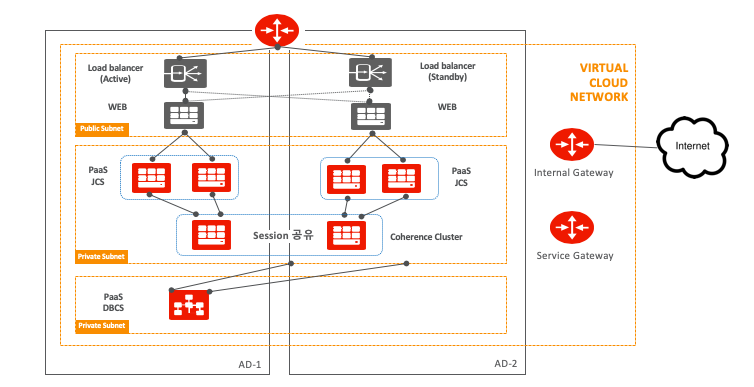 Load balancer
(Active)
Load balancer
(Standby)
VIRTUAL
CLOUD
NETWORK
WEB
WEB
Public Subnet
Internet
PaaS
JCS
PaaS
JCS
Internal Gateway
Session 공유
Coherence Cluster
Service Gateway
Private Subnet
PaaS
DBCS
Private Subnet
AD-1
AD-2